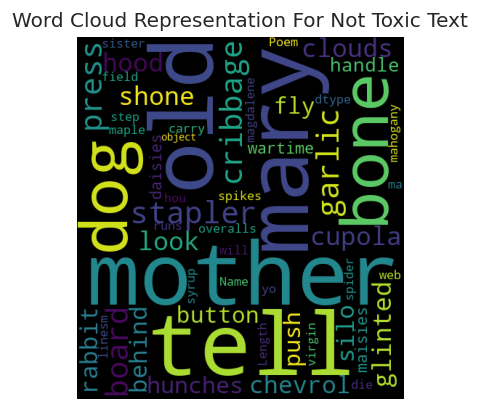 Word Cloud Representation For Not Toxic Text
sister
Poem
clouds
press
hood
old
cribbage
mary
handle
field
shone
fly
dtype
bone
step
maple
carry
object
magdalene
garlic
mahogany
dog
daisies
wartime
spikes
ma
stapler
runs
hou
overalls
look
will
cupola
mother
syrup
Name
yo
spider
web
rabbit
linesm
board
behind
button
tell
Length
push
virgin
silo
maisies
glinted
hunches
chevrol
die